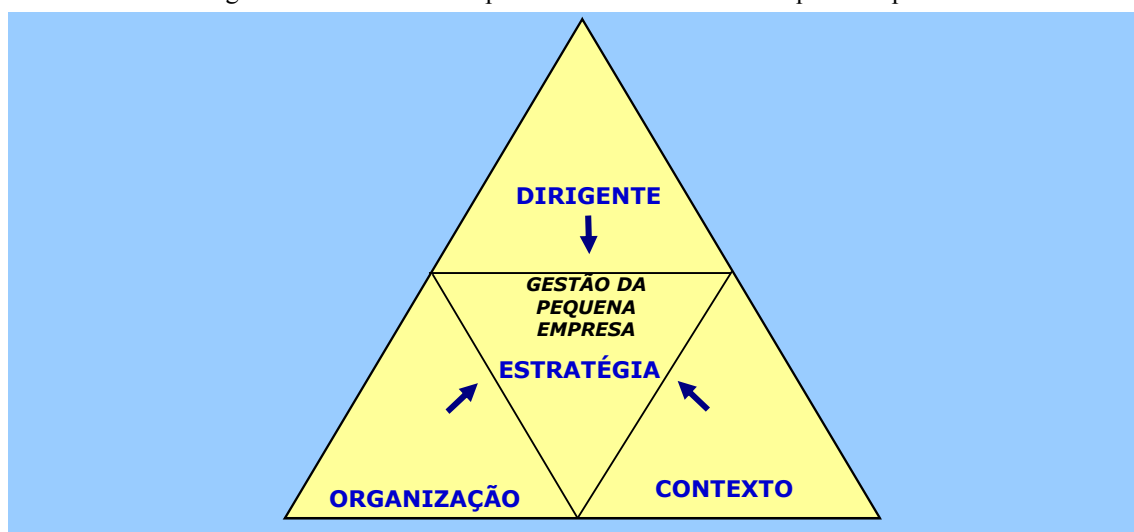 DIRIGENTE
GESTÃO DA
PEQUENA
EMPRESA
ESTRATÉGIA
ORGANIZAÇÃO
CONTEXTO